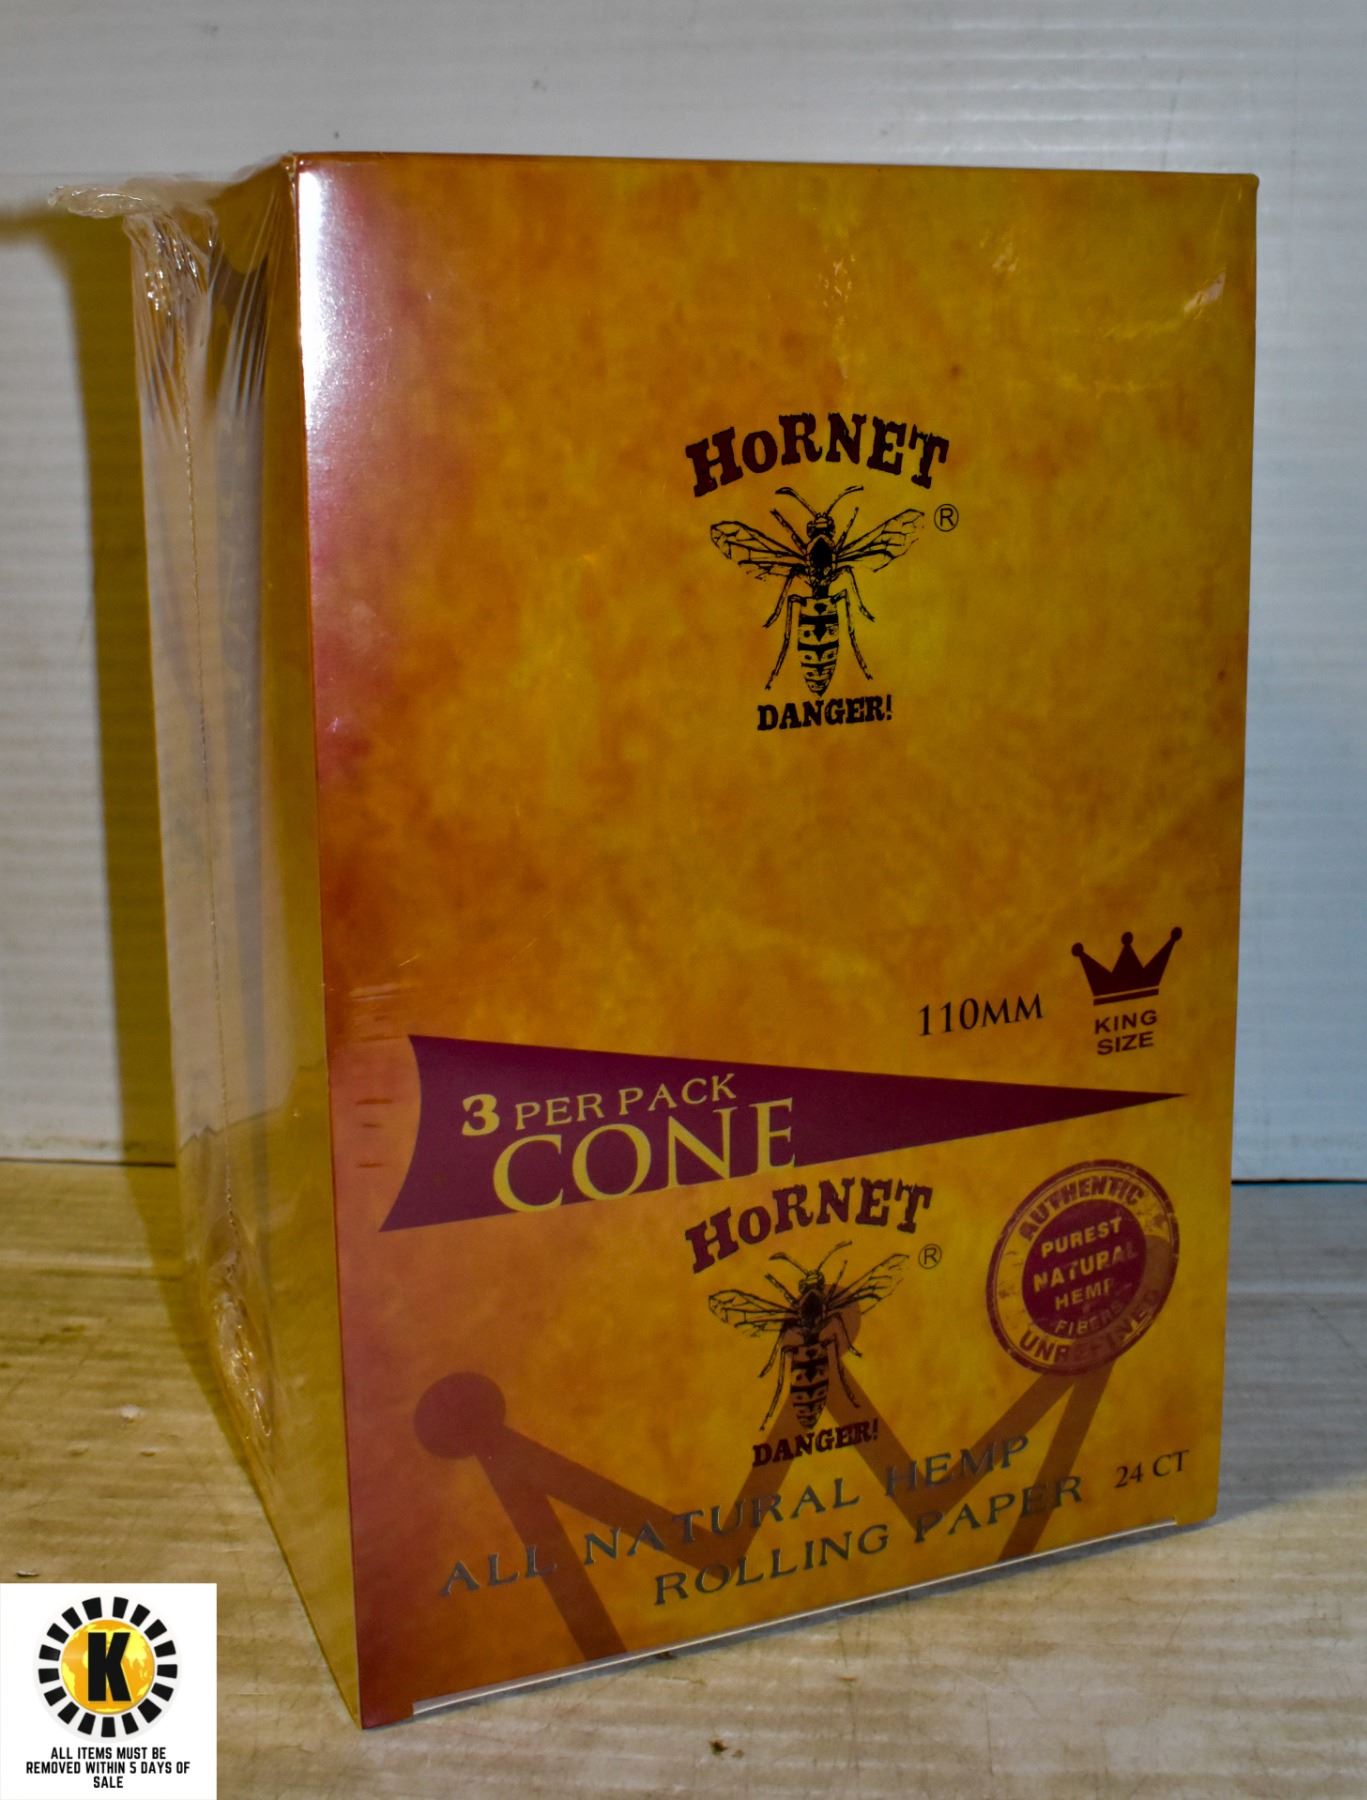 HoRNET
®
DANGER!
110MM
KING
SIZE
3 PER PACK
CONE
HoRNET
®
DANGER!
AUTHENTIC
PUREST
NATURAL
HEMP
FIBERS
UNREFINED
ALL NATURAL HEMP
ROLLING PAPER
24 CT
K
ALL ITEMS MUST BE
REMOVED WITHIN 5 DAYS OF
SALE